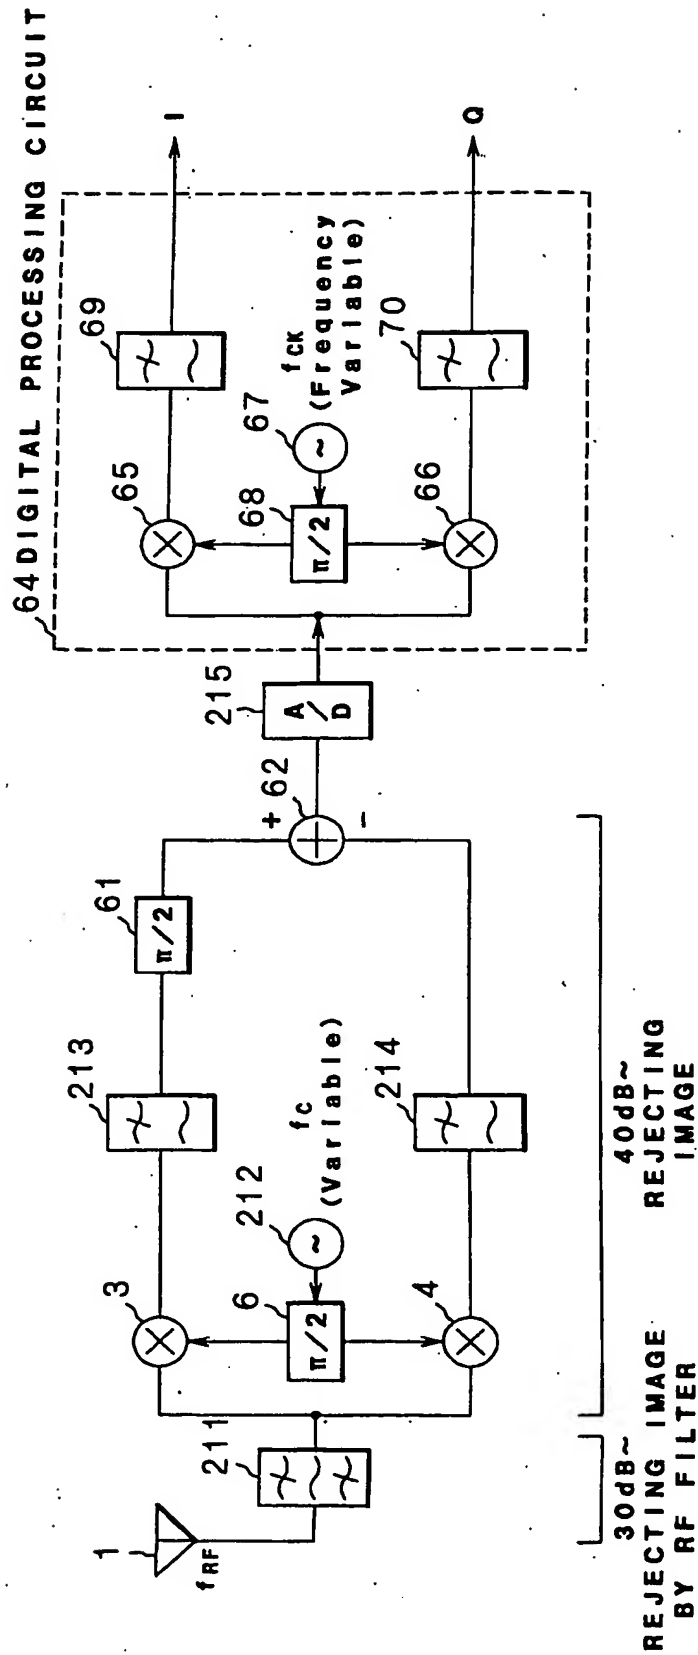 64 DIGITAL PROCESSING CIRCUIT
1
fRF
211
3
4
6
π/2
212
~
fC
(Variable)
213
214
61
π/2
+
62
-
215
A/D
65
66
68
π/2
67
~
fCK
(Frequency
Variable)
69
70
I
Q
30dB~
REJECTING IMAGE
BY RF FILTER
40dB~
REJECTING
IMAGE